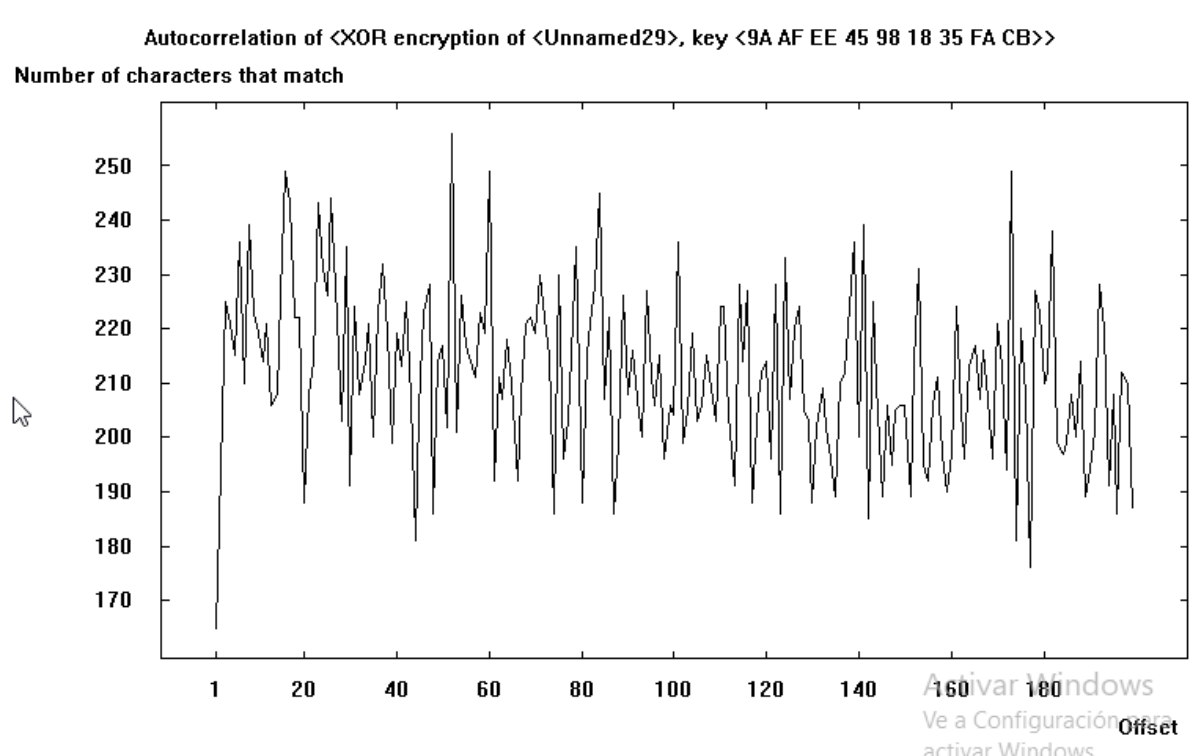 Autocorrelation of <XOR encryption of <Unnamed29>, key <9A AF EE 45 98 18 35 FA CB>>
Number of characters that match
250
240
230
220
210
200
190
180
170
1 20 40 60 80 100 120 140 160 180
Activar Windows
Ve a Configuración para
Offset
activar Windows